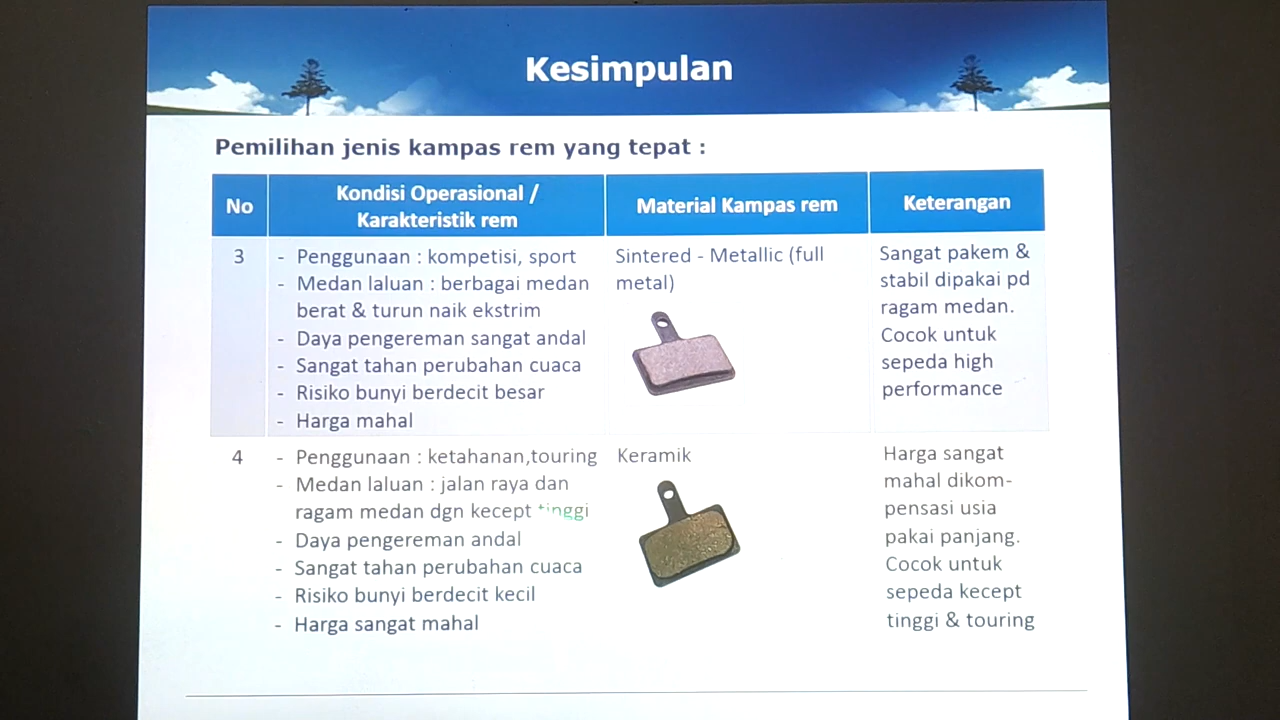 Kesimpulan
Pemilihan jenis kampas rem yang tepat :
No
Kondisi Operasional /
Karakteristik rem
Material Kampas rem
Keterangan
3
- Penggunaan : kompetisi, sport
- Medan laluan : berbagai medan
berat & turun naik ekstrim
- Daya pengereman sangat andal
- Sangat tahan perubahan cuaca
- Risiko bunyi berdecit besar
- Harga mahal
Sintered - Metallic (full
metal)
Sangat pakem &
stabil dipakai pd
ragam medan.
Cocok untuk
sepeda high
performance
4
- Penggunaan : ketahanan,touring
- Medan laluan : jalan raya dan
ragam medan dgn kecept tinggi
- Daya pengereman andal
- Sangat tahan perubahan cuaca
- Risiko bunyi berdecit kecil
- Harga sangat mahal
Keramik
Harga sangat
mahal dikom-
pensasi usia
pakai panjang.
Cocok untuk
sepeda kecept
tinggi & touring